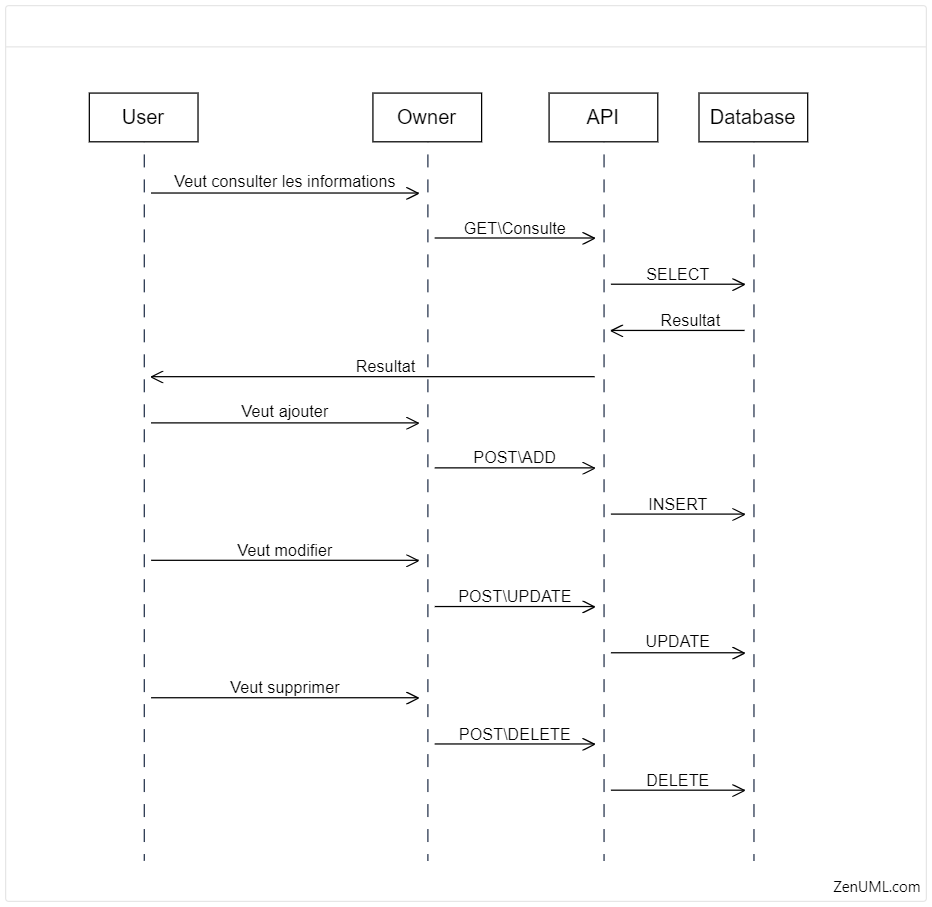 User Owner API Database
Veut consulter les informations
GET\Consulte
SELECT
Resultat
Resultat
Veut ajouter
POST\ADD
INSERT
Veut modifier
POST\UPDATE
UPDATE
Veut supprimer
POST\DELETE
DELETE
ZenUML.com